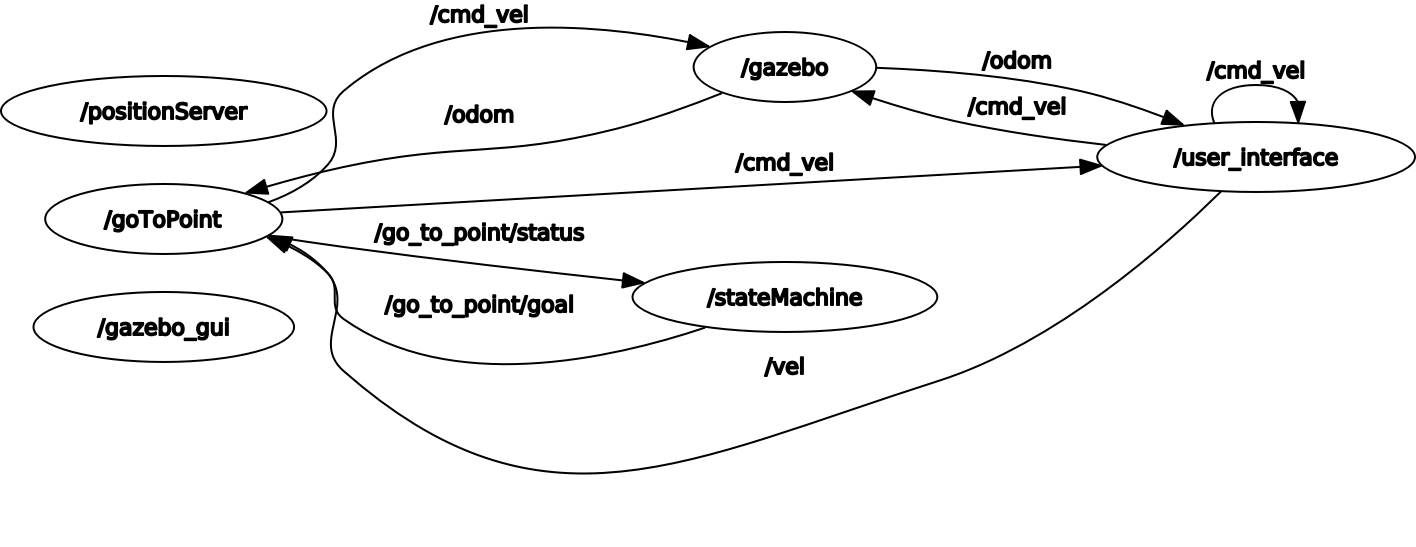 /cmd_vel
/gazebo
/odom
/cmd_vel
/positionServer
/odom
/cmd_vel
/cmd_vel
/user_interface
/goToPoint
/go_to_point/status
/go_to_point/goal
/stateMachine
/gazebo_gui
/vel